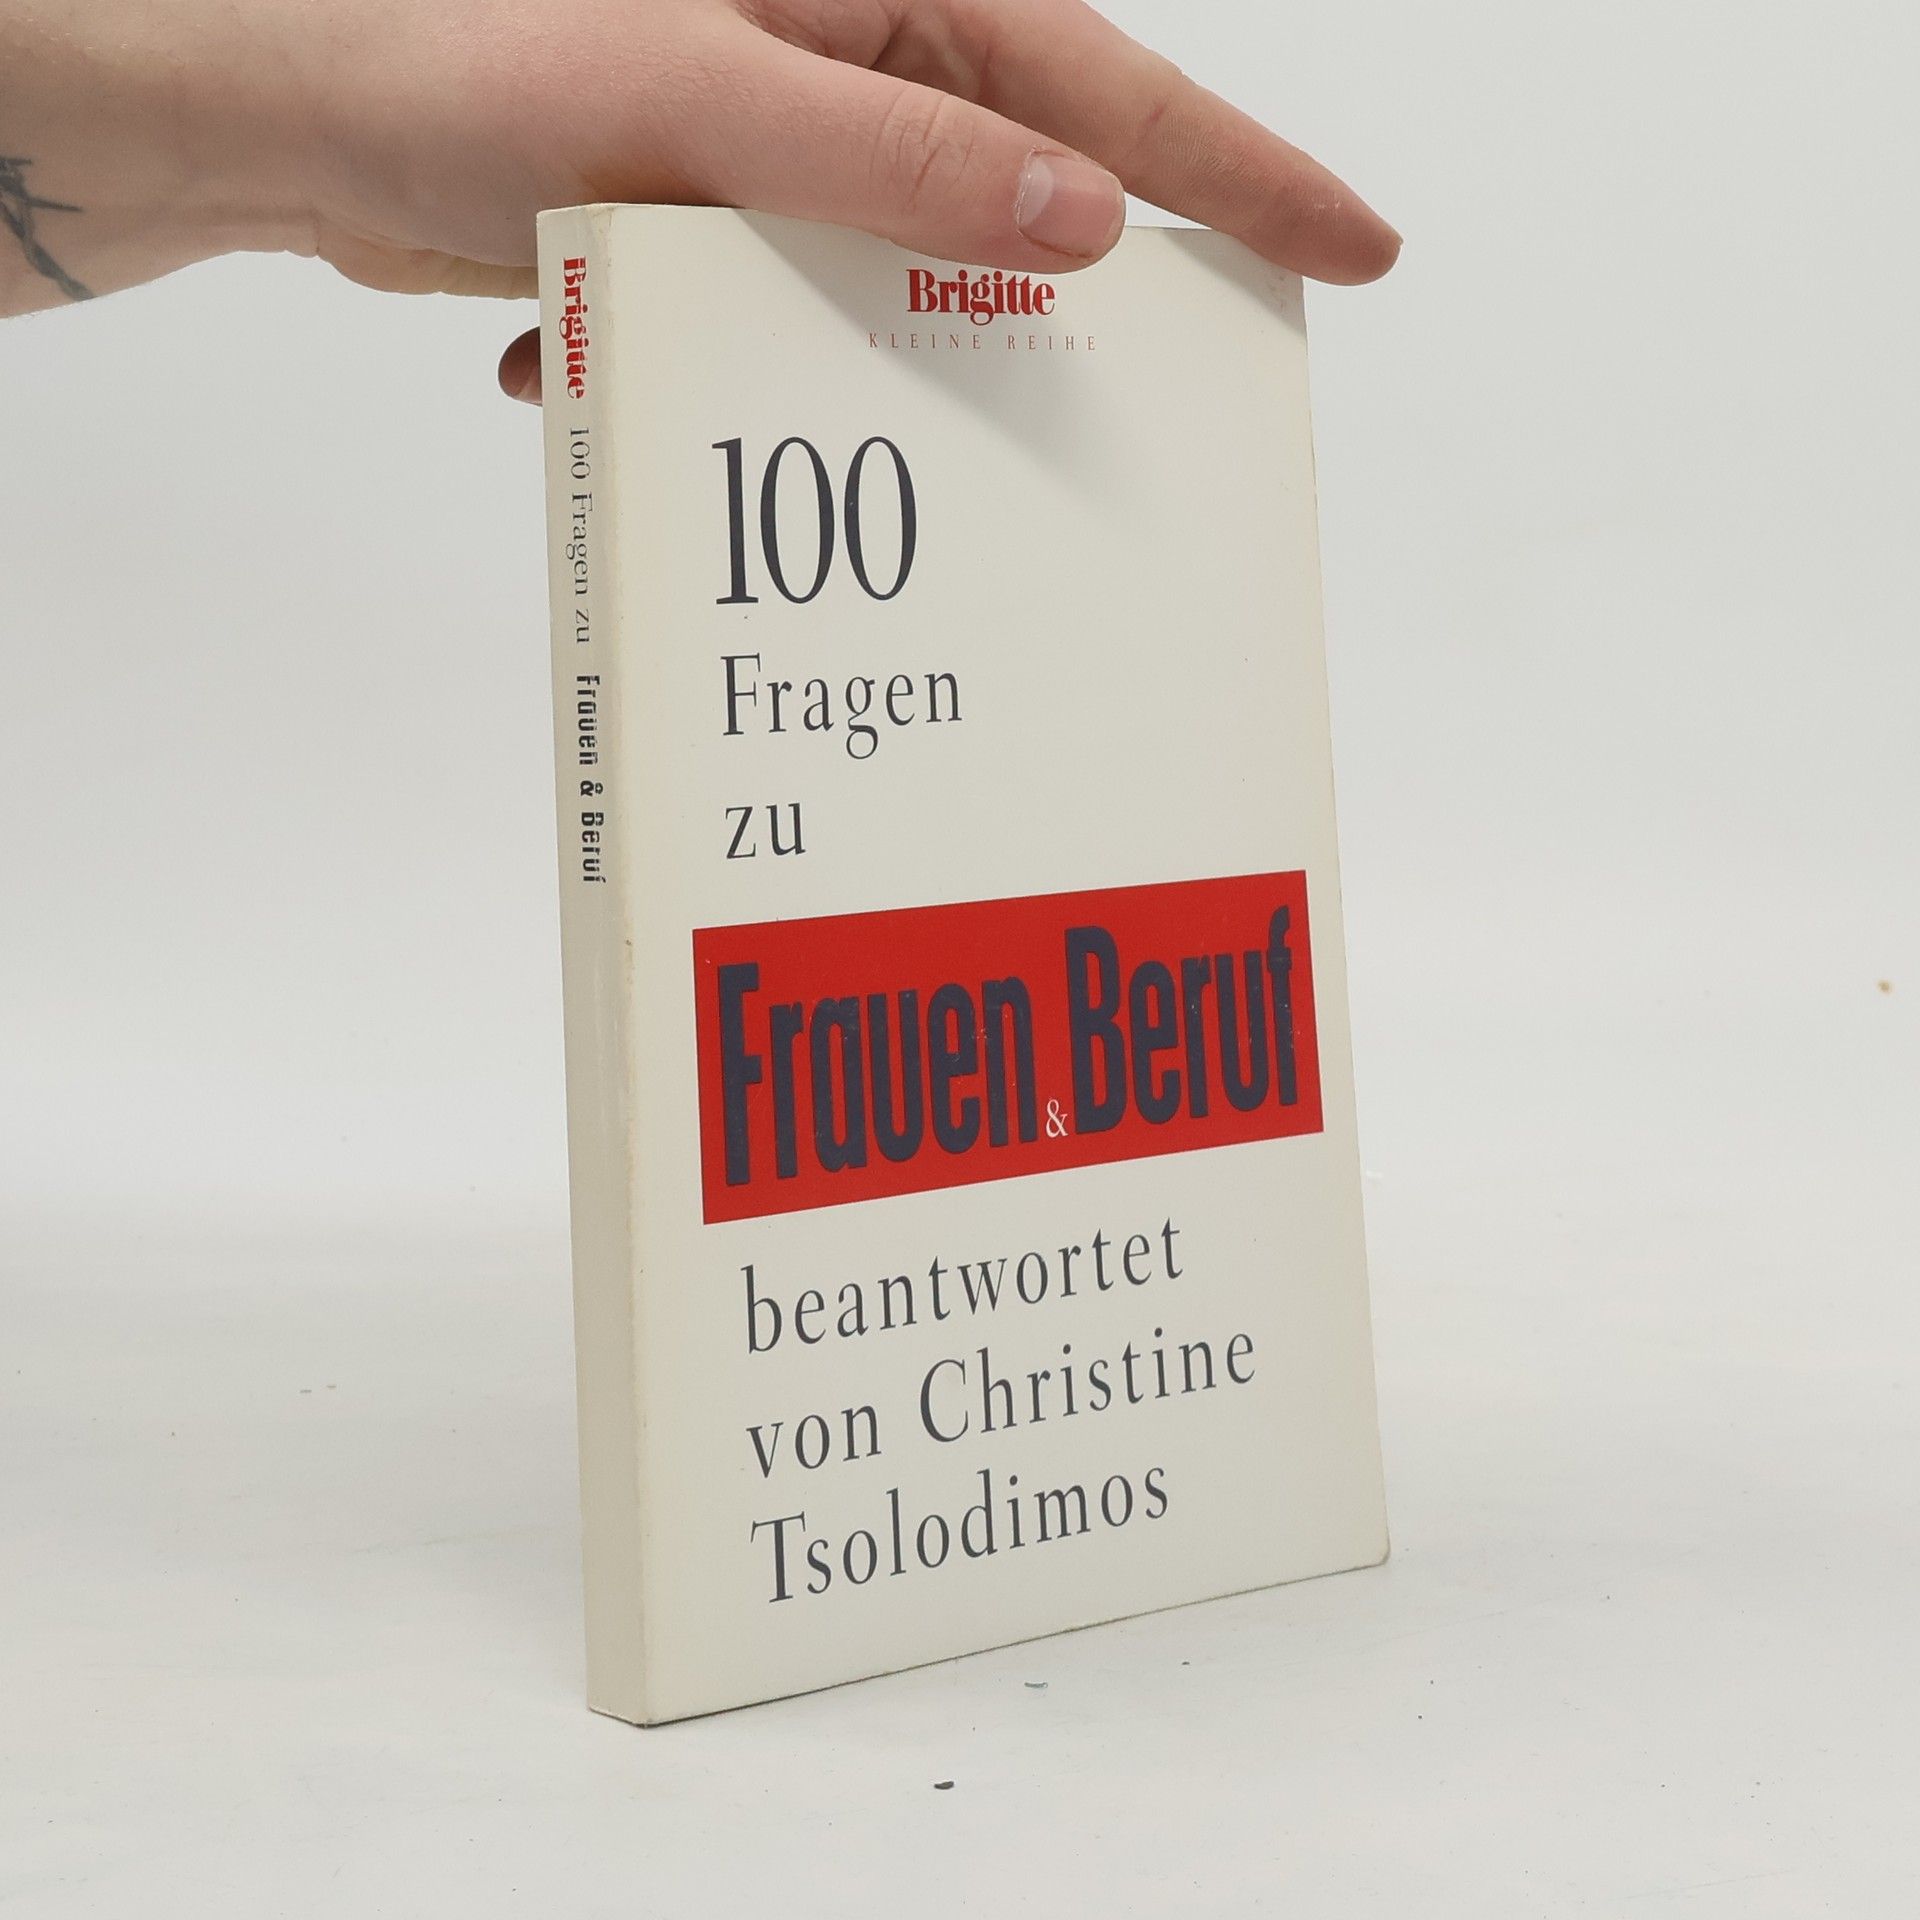 Brigitte 100 Fragen zu Frauen & Beruf
Brigitte
KLEINE REIHE
100
Fragen
zu
Frauen & Beruf
beantwortet
von Christine
Tsolodimos